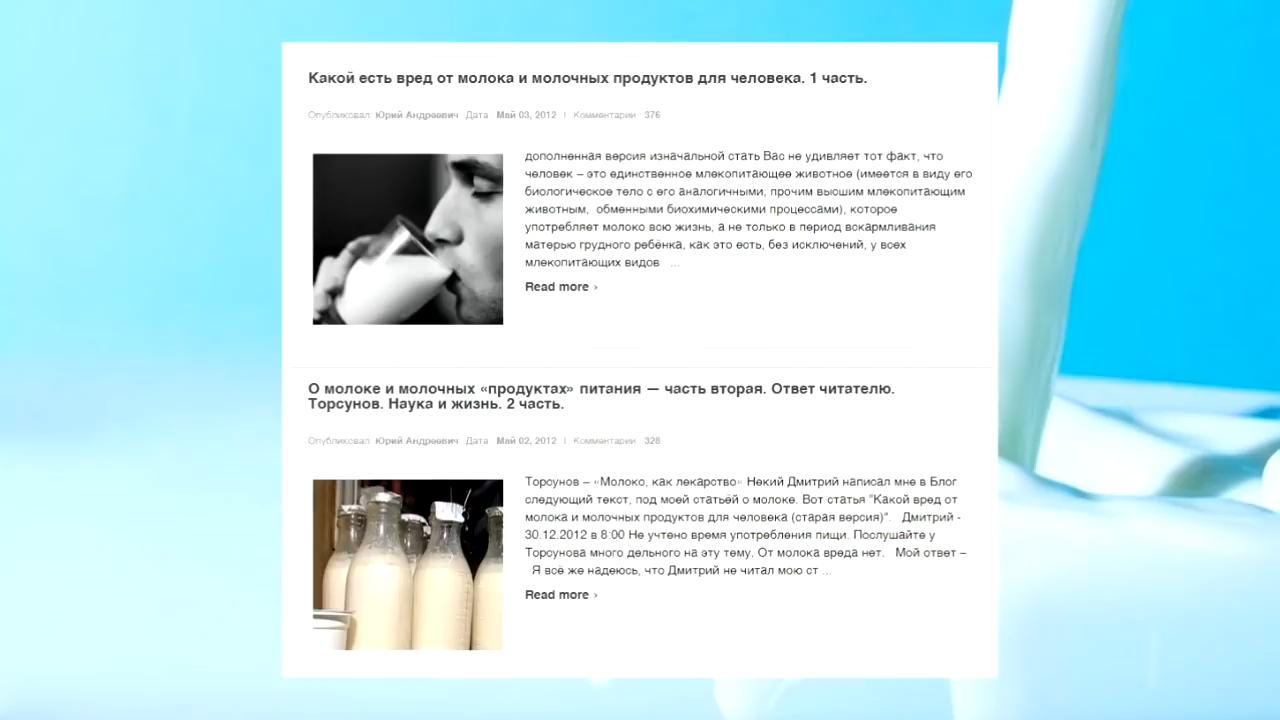 Какой есть вред от молока и молочных продуктов для человека. 1 часть.
Опубликовал Юрий Андреевич Дата Май 03, 2012 | Комментарии 376
дополненная версия изначальной стать Вас не удивляет тот факт, что
человек – это единственное млекопитающее животное (имеется в виду его
биологическое тело с его аналогичными, прочим высшим млекопитающим
животным, обменными биохимическими процессами), которое
употребляет молоко всю жизнь, а не только в период вскармливания
матерью грудного ребёнка, как это есть, без исключений, у всех
млекопитающих видов ...
Read more ›
О молоке и молочных «продуктах» питания — часть вторая. Ответ читателю.
Торсунов. Наука и жизнь. 2 часть.
Опубликовал Юрий Андреевич Дата Май 02, 2012 | Комментарии 328
Торсунов – «Молоко, как лекарство» Некий Дмитрий написал мне в Блог
следующий текст, под моей статьёй о молоке. Вот статья "Какой вред от
молока и молочных продуктов для человека (старая версия)". Дмитрий -
30.12.2012 в 8:00 Не учтено время употребления пищи. Послушайте у
Торсунова много дельного на эту тему. От молока вреда нет. Мой ответ –
Я всё же надеюсь, что Дмитрий не читал мою ст ...
Read more ›